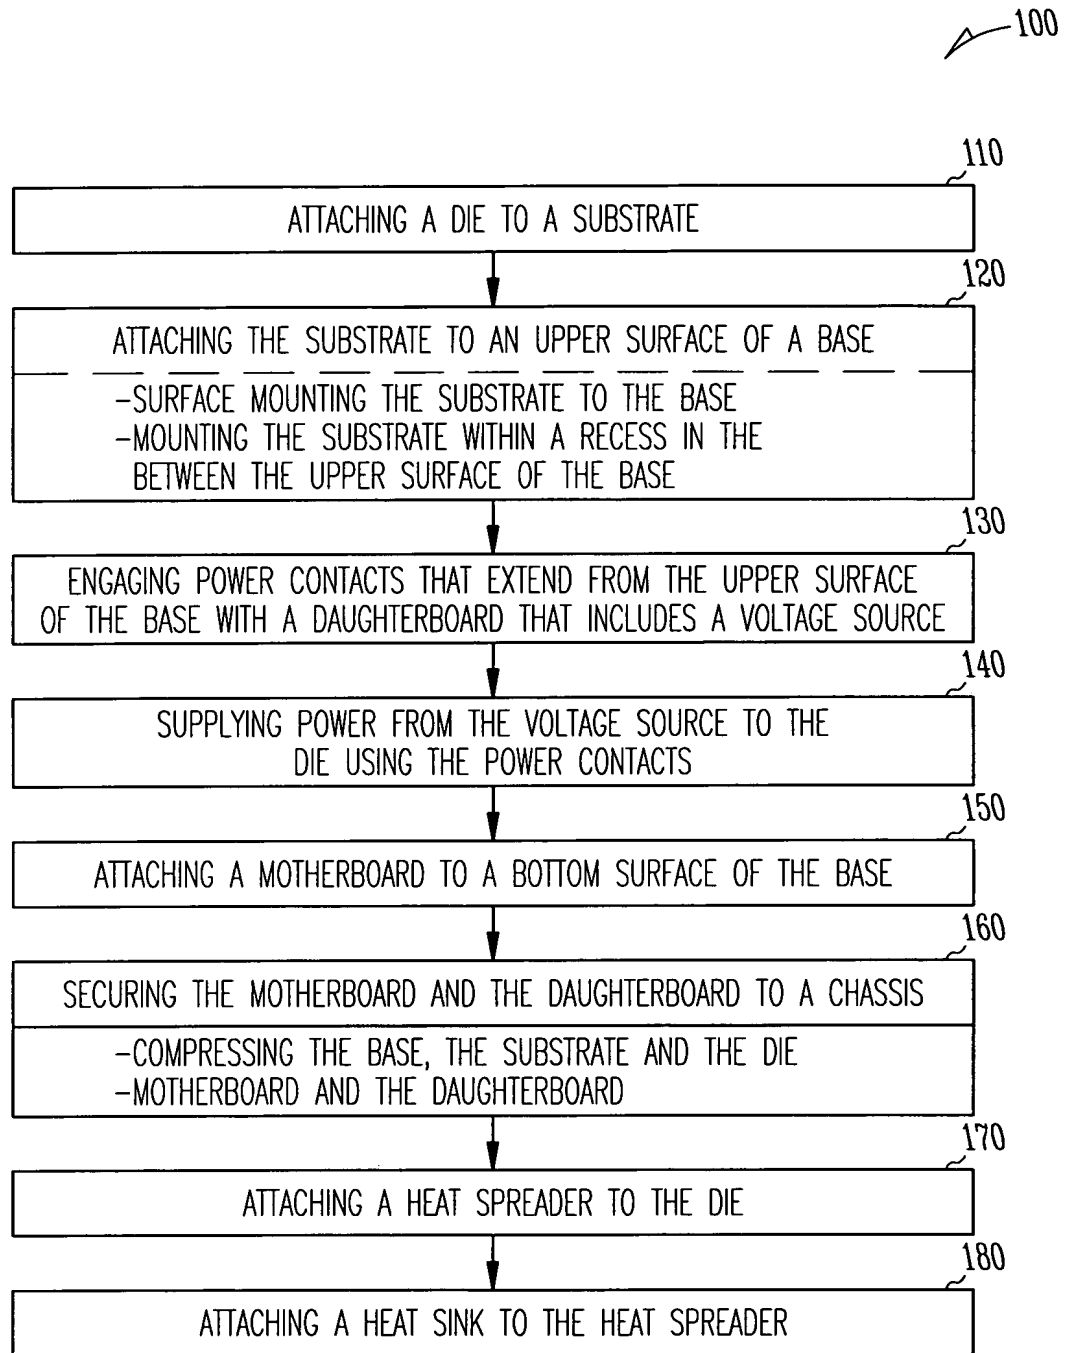 100
110
ATTACHING A DIE TO A SUBSTRATE
120
ATTACHING THE SUBSTRATE TO AN UPPER SURFACE OF A BASE
-SURFACE MOUNTING THE SUBSTRATE TO THE BASE
-MOUNTING THE SUBSTRATE WITHIN A RECESS IN THE
BETWEEN THE UPPER SURFACE OF THE BASE
130
ENGAGING POWER CONTACTS THAT EXTEND FROM THE UPPER SURFACE
OF THE BASE WITH A DAUGHTERBOARD THAT INCLUDES A VOLTAGE SOURCE
140
SUPPLYING POWER FROM THE VOLTAGE SOURCE TO THE
DIE USING THE POWER CONTACTS
150
ATTACHING A MOTHERBOARD TO A BOTTOM SURFACE OF THE BASE
160
SECURING THE MOTHERBOARD AND THE DAUGHTERBOARD TO A CHASSIS
-COMPRESSING THE BASE, THE SUBSTRATE AND THE DIE
-MOTHERBOARD AND THE DAUGHTERBOARD
170
ATTACHING A HEAT SPREADER TO THE DIE
180
ATTACHING A HEAT SINK TO THE HEAT SPREADER